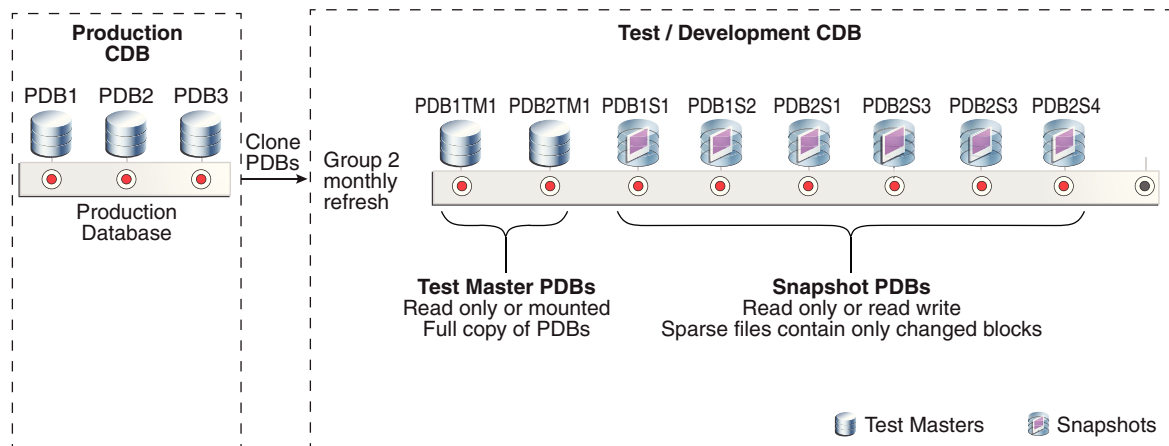 Production
CDB
PDB1 PDB2 PDB3
Production
Database
Clone
PDBs
Test / Development CDB
Group 2
monthly
refresh
PDB1TM1 PDB2TM1 PDB1S1 PDB1S2 PDB2S1 PDB2S3 PDB2S3 PDB2S4
Test Master PDBs
Read only or mounted
Full copy of PDBs
Snapshot PDBs
Read only or read write
Sparse files contain only changed blocks
Test Masters
Snapshots